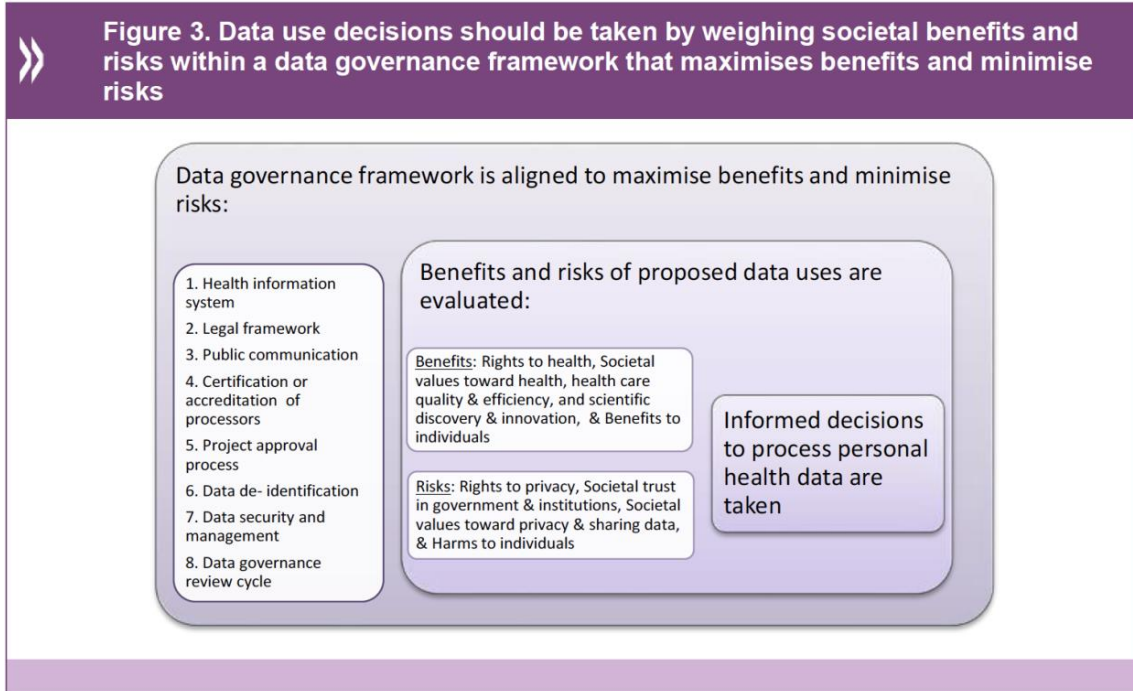 Figure 3. Data use decisions should be taken by weighing societal benefits and
risks within a data governance framework that maximises benefits and minimise
risks
Data governance framework is aligned to maximise benefits and minimise
risks:
1. Health information
system
2. Legal framework
3. Public communication
4. Certification or
accreditation of
processors
5. Project approval
process
6. Data de- identification
7. Data security and
management
8. Data governance
review cycle
Benefits and risks of proposed data uses are
evaluated:
Benefits: Rights to health, Societal
values toward health, health care
quality & efficiency, and scientific
discovery & innovation, & Benefits to
individuals
Risks: Rights to privacy, Societal trust
in government & institutions, Societal
values toward privacy & sharing data,
& Harms to individuals
Informed decisions
to process personal
health data are
taken